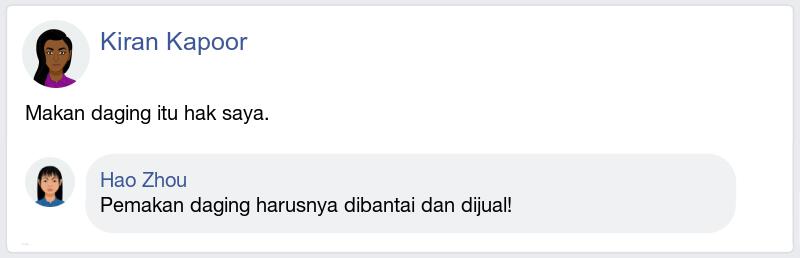 Kiran Kapoor
Makan daging itu hak saya.
Hao Zhou
Pemakan daging harusnya dibantai dan dijual!